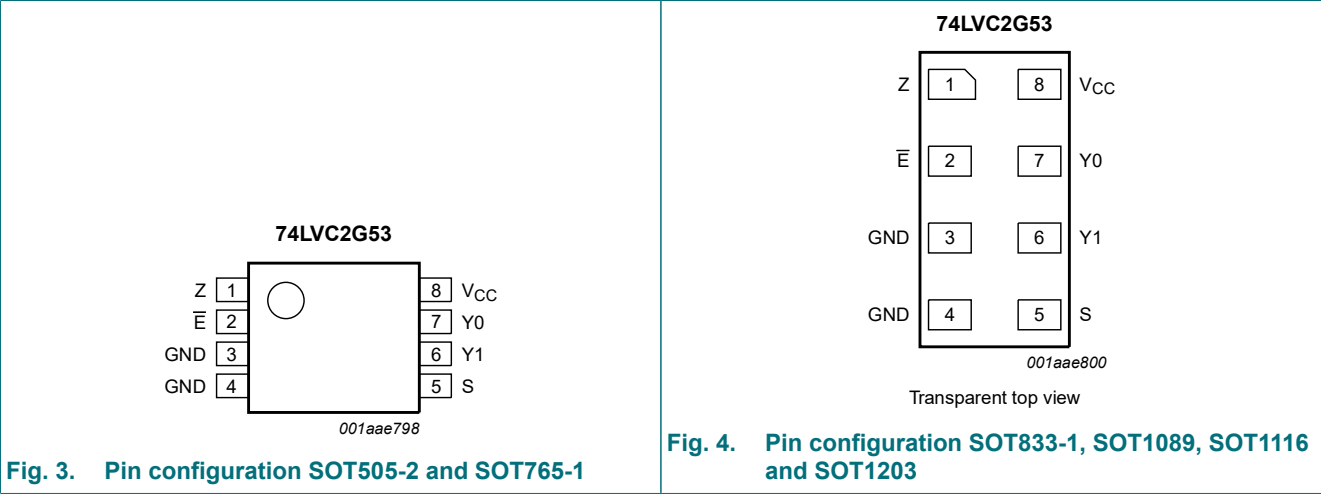 74LVC2G53
Z 1 8 VCC
E̅ 2 7 Y0
GND 3 6 Y1
GND 4 5 S
001aae798
Fig. 3. Pin configuration SOT505-2 and SOT765-1
74LVC2G53
Z 1 8 VCC
E̅ 2 7 Y0
GND 3 6 Y1
GND 4 5 S
001aae800
Transparent top view
Fig. 4. Pin configuration SOT833-1, SOT1089, SOT1116
and SOT1203